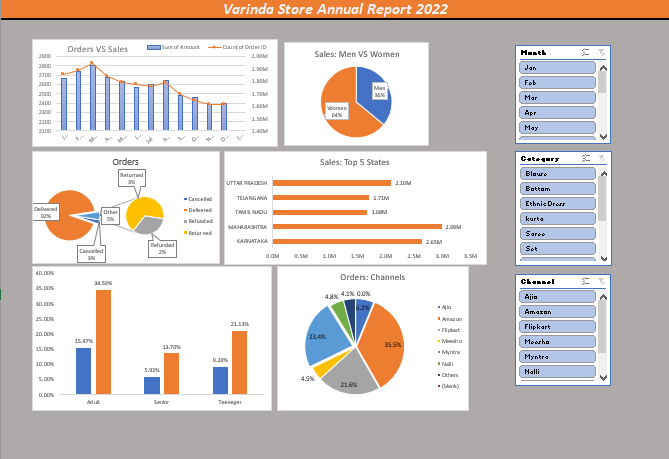 Varinda Store Annual Report 2022
Orders VS Sales
Sum of Amount
Count of Order ID
2900
2800
2700
2600
2500
2400
2300
2200
2100
2.00M
1.90M
1.80M
1.70M
1.60M
1.50M
1.40M
J...
F...
M...
A...
M...
J...
Jul
A...
S...
O...
N...
D...
(...
Sales: Men VS Women
Men
36%
Women
64%
Month
Jan
Feb
Mar
Apr
May
Orders
Returned
3%
Delivered
92%
Other
5%
Cancelled
3%
Refunded
2%
Cancelled
Delivered
Refunded
Returned
Sales: Top 5 States
UTTAR PRADESH
2.10M
TELANGANA
1.71M
TAMIL NADU
1.68M
MAHARASHTRA
2.99M
KARNATAKA
2.65M
0.0M 0.5M 1.0M 1.5M 2.0M 2.5M 3.0M 3.5M
Category
Blouse
Bottom
Ethnic Dress
kurta
Saree
Set
40.00%
35.00%
30.00%
25.00%
20.00%
15.00%
10.00%
5.00%
0.00%
15.47%
34.59%
5.91%
13.70%
9.20%
21.13%
Adult
Senior
Teenager
Orders: Channels
4.8%
4.1%
0.0%
6.2%
23.4%
35.5%
4.5%
21.6%
Ajio
Amazon
Flipkart
Meesho
Myntra
Nalli
Others
(blank)
Channel
Ajio
Amazon
Flipkart
Meesho
Myntra
Nalli